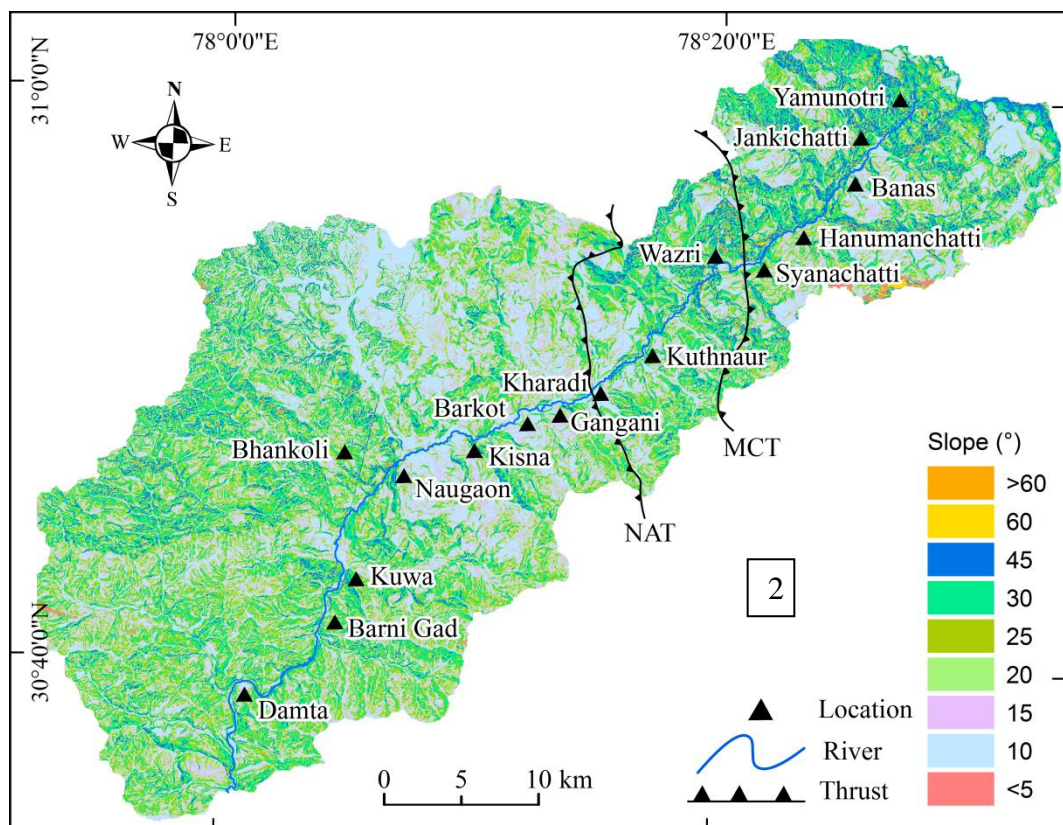 78°0'0"E
78°20'0"E
31°0'0"N
N
W
E
S
Yamunotri
Jankichatti
Banas
Hanumanchatti
Wazri
Syanachatti
Kuthnaur
Kharadi
Barkot
Gangani
MCT
Bhankoli
Kisna
Naugaon
NAT
Kuwa
Barni Gad
30°40'0"N
Damta
2
Slope (°)
>60
60
45
30
25
20
15
10
<5
Location
River
Thrust
0 5 10 km